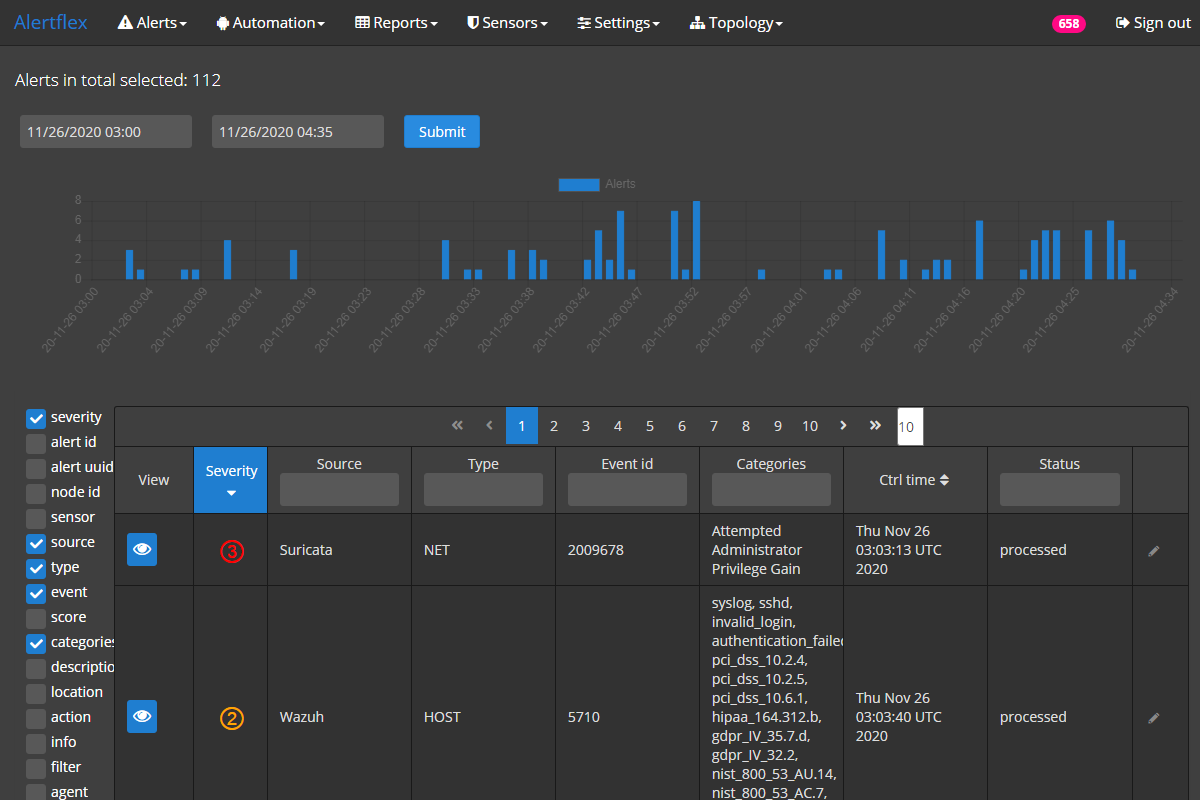 Alertflex Alerts Automation Reports Sensors Settings Topology 658 Sign out
Alerts in total selected: 112
11/26/2020 03:00 11/26/2020 04:35 Submit
Alerts
8
6
4
2
0
20-11-26 03:00 20-11-26 03:04 20-11-26 03:09 20-11-26 03:14 20-11-26 03:19 20-11-26 03:23 20-11-26 03:28 20-11-26 03:33 20-11-26 03:38 20-11-26 03:42 20-11-26 03:47 20-11-26 03:52 20-11-26 03:57 20-11-26 04:01 20-11-26 04:06 20-11-26 04:11 20-11-26 04:16 20-11-26 04:20 20-11-26 04:25 20-11-26 04:34
severity
alert id
alert uuid
node id
sensor
source
type
event
score
categories
descriptio
location
action
info
filter
agent
1 2 3 4 5 6 7 8 9 10 10
View Severity Source Type Event id Categories Ctrl time Status
3 Suricata NET 2009678
Attempted
Administrator
Privilege Gain
Thu Nov 26
03:03:13 UTC
2020
processed
2 Wazuh HOST 5710
syslog, sshd,
invalid_login,
authentication_failed
pci_dss_10.2.4,
pci_dss_10.2.5,
pci_dss_10.6.1,
hipaa_164.312.b,
gdpr_IV_35.7.d,
gdpr_IV_32.2,
nist_800_53_AU.14,
nist_800_53_AC.7,
Thu Nov 26
03:03:40 UTC
2020
processed